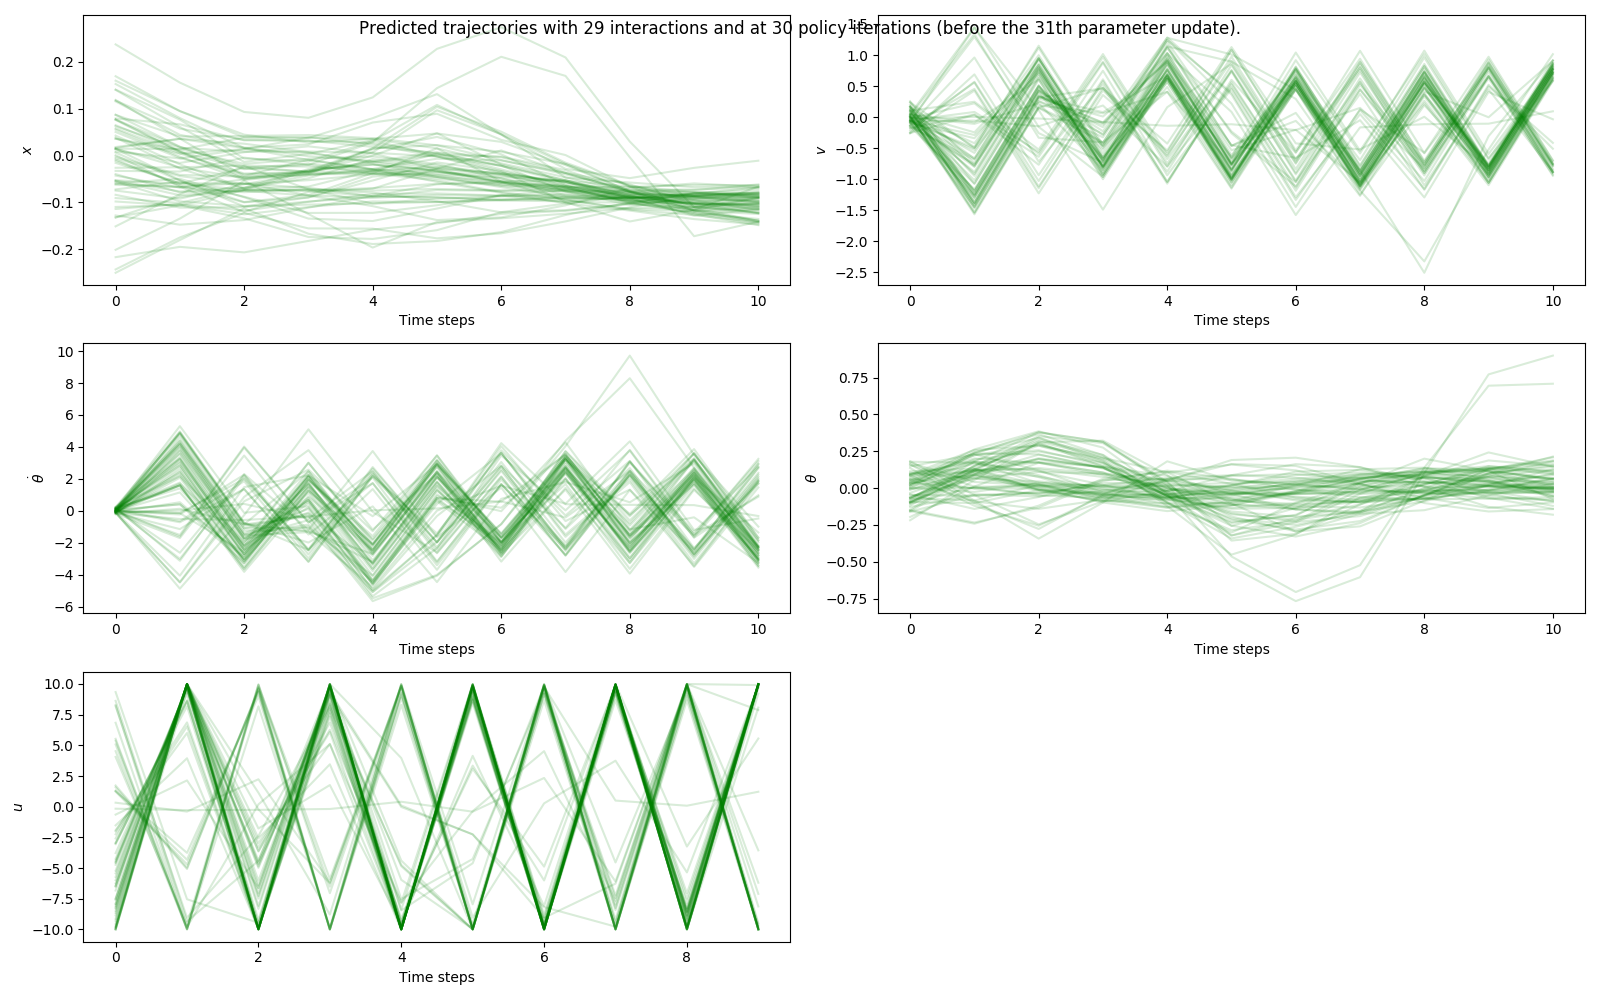 Predicted trajectories with 29 interactions and at 30 policy iterations (before the 31th parameter update).
0.2
0.1
0.0
−0.1
−0.2
x
0 2 4 6 8 10
Time steps
1.5
1.0
0.5
0.0
−0.5
−1.0
−1.5
−2.0
−2.5
v
0 2 4 6 8 10
Time steps
10
8
6
4
2
0
−2
−4
−6
θ̇
0 2 4 6 8 10
Time steps
0.75
0.50
0.25
0.00
−0.25
−0.50
−0.75
θ
0 2 4 6 8 10
Time steps
10.0
7.5
5.0
2.5
0.0
−2.5
−5.0
−7.5
−10.0
u
0 2 4 6 8
Time steps